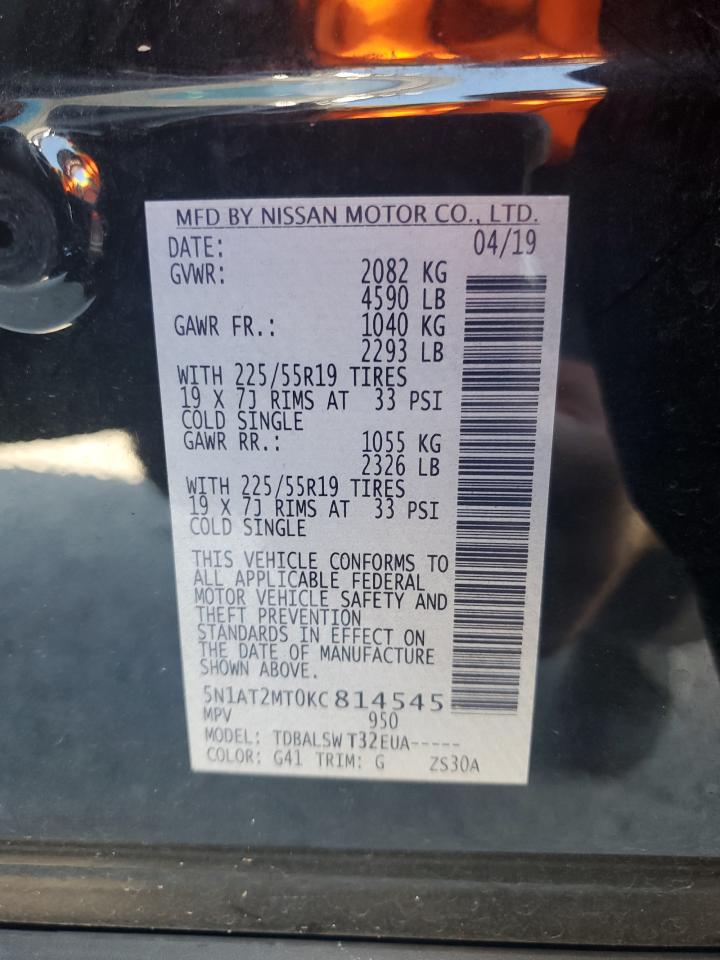 MFD BY NISSAN MOTOR CO., LTD.
DATE: 04/19
GVWR: 2082 KG
4590 LB
GAWR FR.: 1040 KG
2293 LB
WITH 225/55R19 TIRES
19 X 7J RIMS AT 33 PSI
COLD SINGLE
GAWR RR.: 1055 KG
2326 LB
WITH 225/55R19 TIRES
19 X 7J RIMS AT 33 PSI
COLD SINGLE
THIS VEHICLE CONFORMS TO
ALL APPLICABLE FEDERAL
MOTOR VEHICLE SAFETY AND
THEFT PREVENTION
STANDARDS IN EFFECT ON
THE DATE OF MANUFACTURE
SHOWN ABOVE.
5N1AT2MT0KC814545
MPV 950
MODEL: TDBALSW T32EUA-----
COLOR: G41 TRIM: G ZS30A